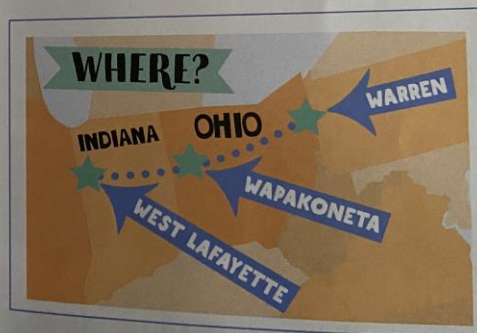 WHERE?
INDIANA
OHIO
WARREN
WAPAKONETA
WEST LAFAYETTE